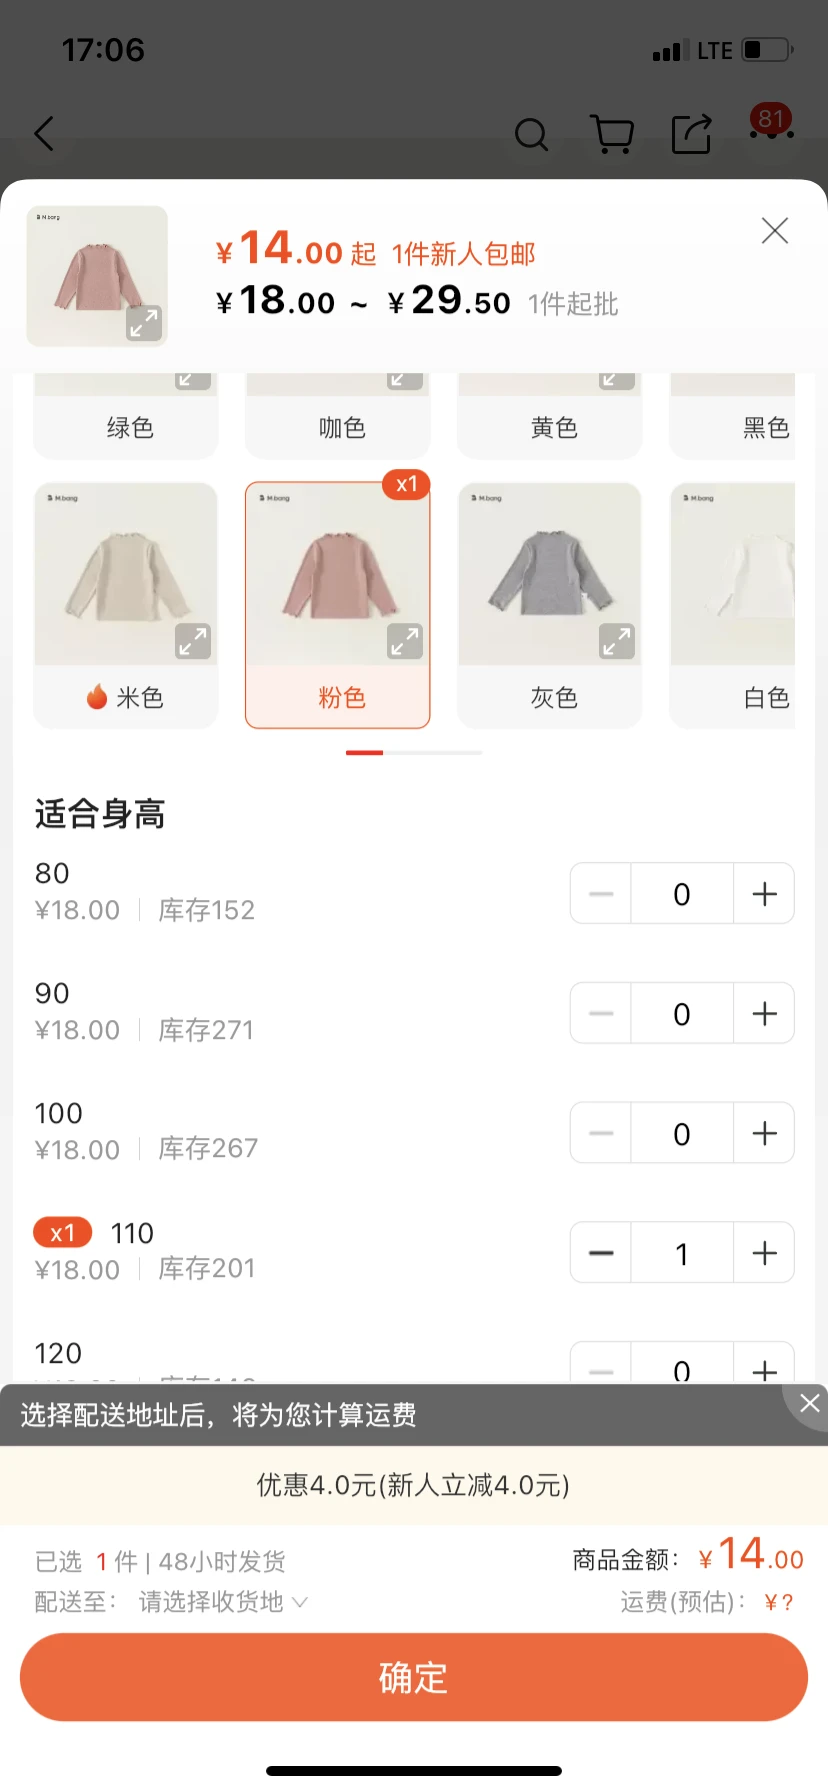 17:06
LTE
81
M.bang
¥14.00起 1件新人包邮
¥18.00 ~ ¥29.50 1件起批
绿色
咖色
黄色
黑色
x1
M.bang
M.bang
M.bang
M.bang
米色
粉色
灰色
白色
适合身高
80
¥18.00 库存152
0
90
¥18.00 库存271
0
100
¥18.00 库存267
0
x1 110
¥18.00 库存201
1
120
0
选择配送地址后，将为您计算运费
优惠4.0元(新人立减4.0元)
已选 1 件 | 48小时发货
商品金额： ¥14.00
配送至： 请选择收货地
运费(预估)： ¥?
确定